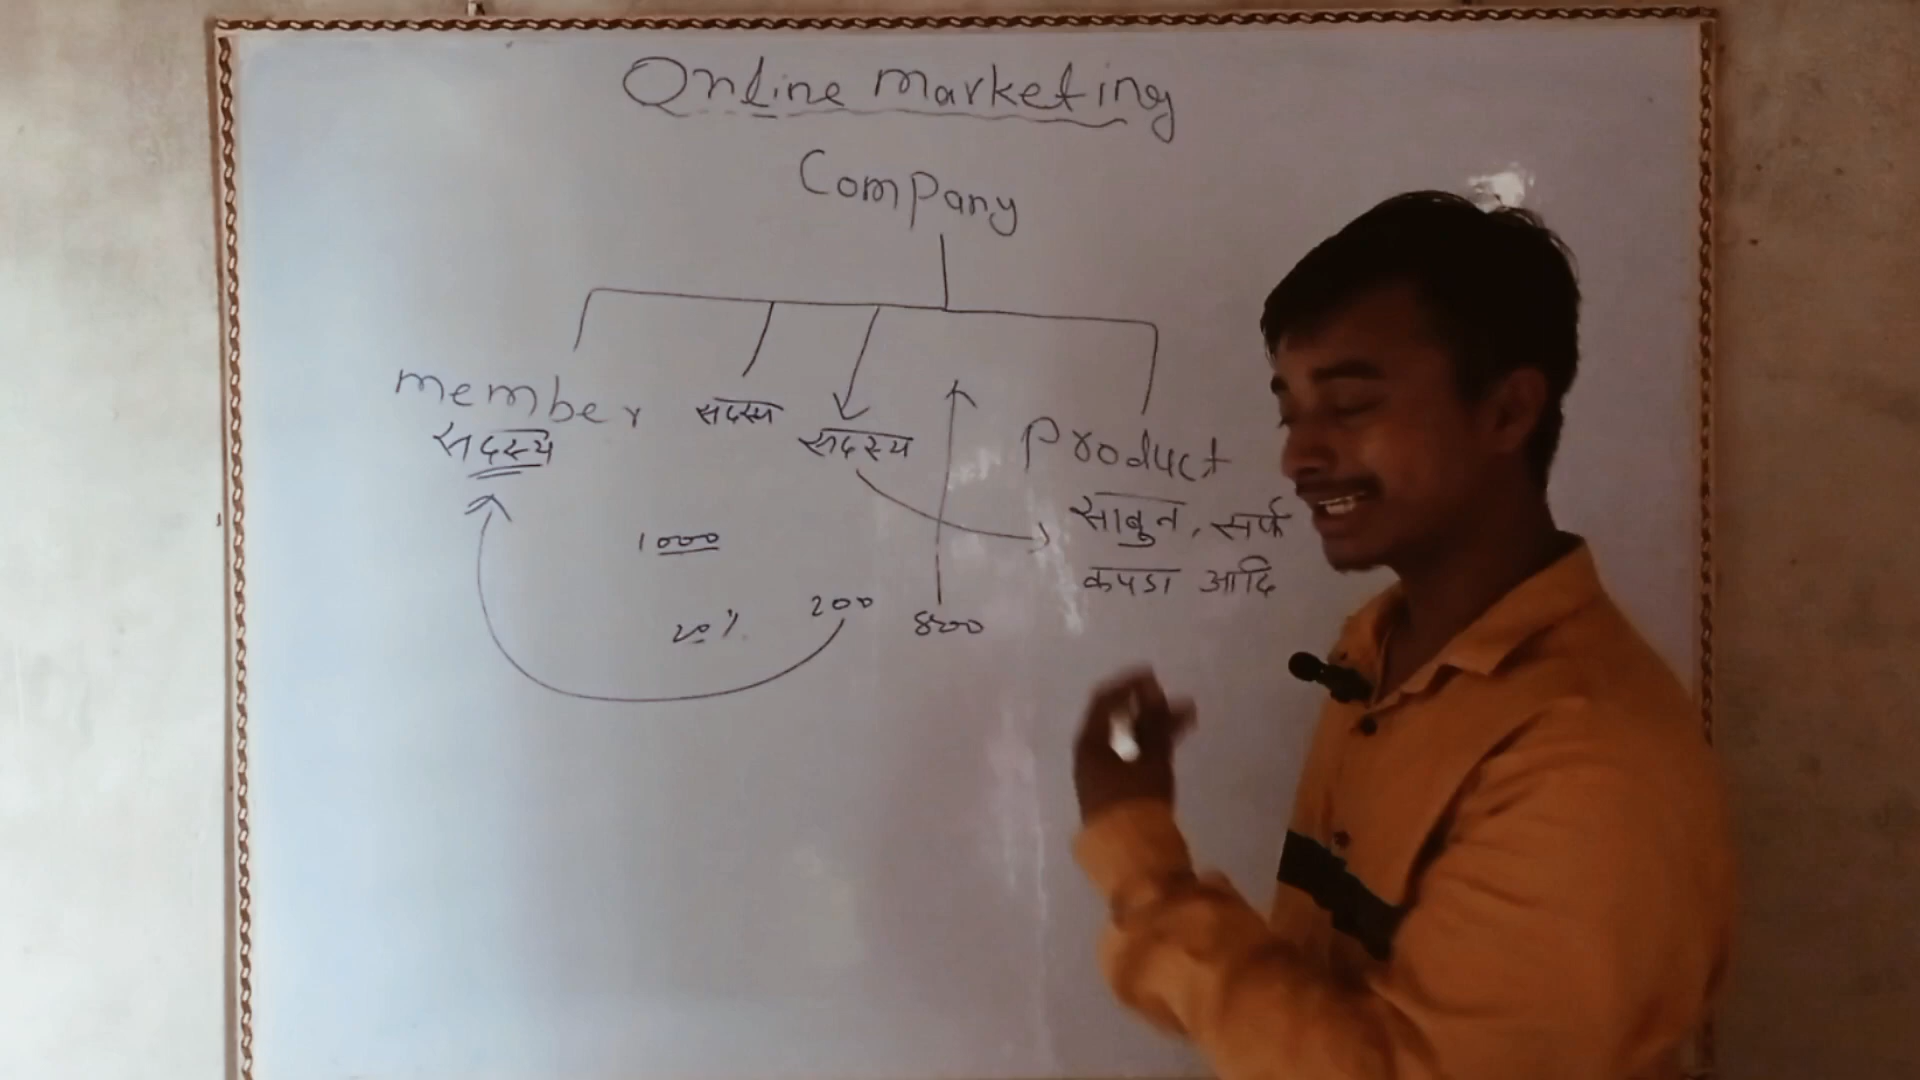 Online marketing
Company
member सदस्य सदस्य
सदस्य
Product
साबुन, सर्फ
कपडा आदि
1000
20% 200 800